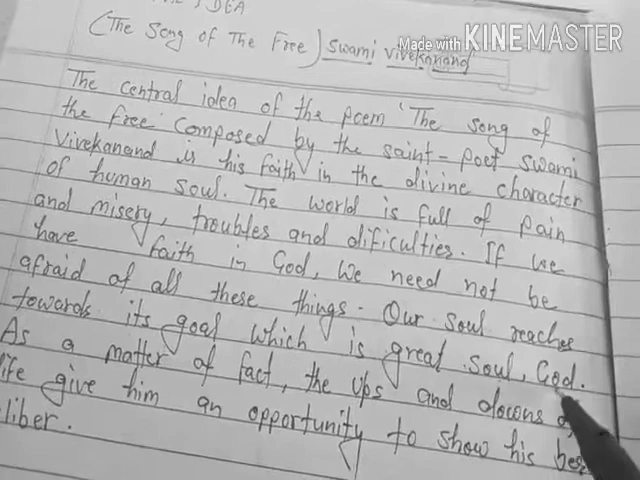 IDEA
(The Song of The Free) Swami Vivekanand
Made with KINEMASTER
The central idea of the poem 'The song of
the free' composed by the saint-poet Swami
Vivekanand is his faith in the divine character
of human soul. The world is full of pain
and misery, troubles and dificulties. If we
have faith in God, we need not be
afraid of all these things. Our soul reaches
towards its goal which is great soul, God.
As a matter of fact, the ups and downs of
life give him an opportunity to show his best
liber.